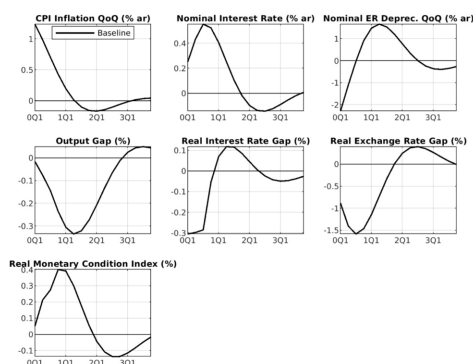 CPI Inflation QoQ (% ar)
1
0.5
0
0Q1 1Q1 2Q1 3Q1
Baseline
Nominal Interest Rate (% ar)
0.4
0.2
0
0Q1 1Q1 2Q1 3Q1
Nominal ER Deprec. QoQ (% ar)
1
0
-1
-2
0Q1 1Q1 2Q1 3Q1
Output Gap (%)
0
-0.1
-0.2
-0.3
0Q1 1Q1 2Q1 3Q1
Real Interest Rate Gap (%)
0.1
0
-0.1
-0.2
-0.3
0Q1 1Q1 2Q1 3Q1
Real Exchange Rate Gap (%)
0
-0.5
-1
-1.5
0Q1 1Q1 2Q1 3Q1
Real Monetary Condition Index (%)
0.4
0.3
0.2
0.1
0
-0.1
0Q1 1Q1 2Q1 3Q1